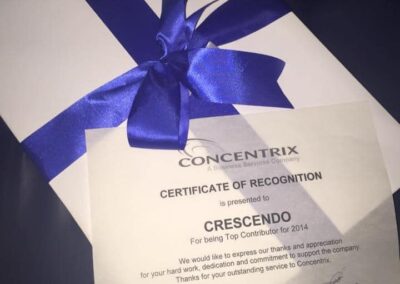 CONCENTRIX
A Business Services Company
CERTIFICATE OF RECOGNITION
is presented to
CRESCENDO
For being Top Contributor for 2014
We would like to express our thanks and appreciation
for your hard work, dedication and commitment to support the company.
Thanks for your outstanding service to Concentrix.